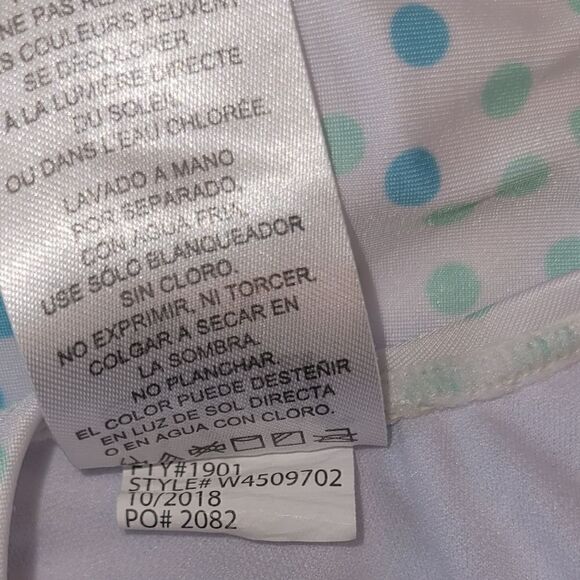 NE PAS
COULEURS PEUVENT
SE DÉCOLORER
À LA LUMIÈRE DIRECTE
DU SOLEIL
OU DANS L'EAU CHLORÉE.
LAVADO A MANO
POR SEPARADO,
CON AGUA FRIA.
USE SÓLO BLANQUEADOR
SIN CLORO.
NO EXPRIMIR, NI TORCER.
COLGAR A SECAR EN
LA SOMBRA.
NO PLANCHAR.
EL COLOR PUEDE DESTEÑIR
EN LUZ DE SOL DIRECTA
O EN AGUA CON CLORO.
FTY#1901
STYLE# W4509702
10/2018
PO# 2082